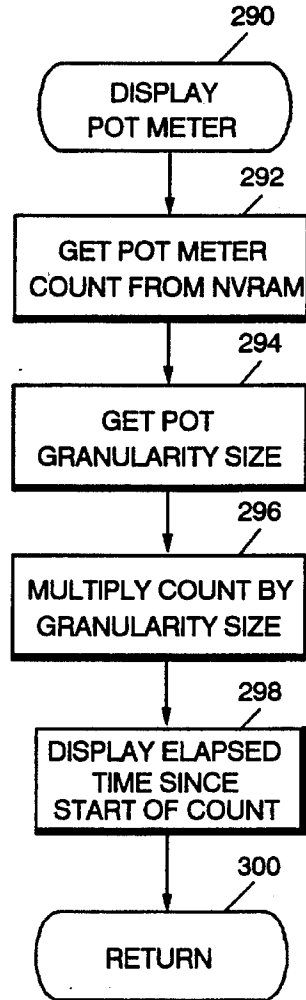 290
DISPLAY
POT METER
292
GET POT METER
COUNT FROM NVRAM
294
GET POT
GRANULARITY SIZE
296
MULTIPLY COUNT BY
GRANULARITY SIZE
298
DISPLAY ELAPSED
TIME SINCE
START OF COUNT
300
RETURN